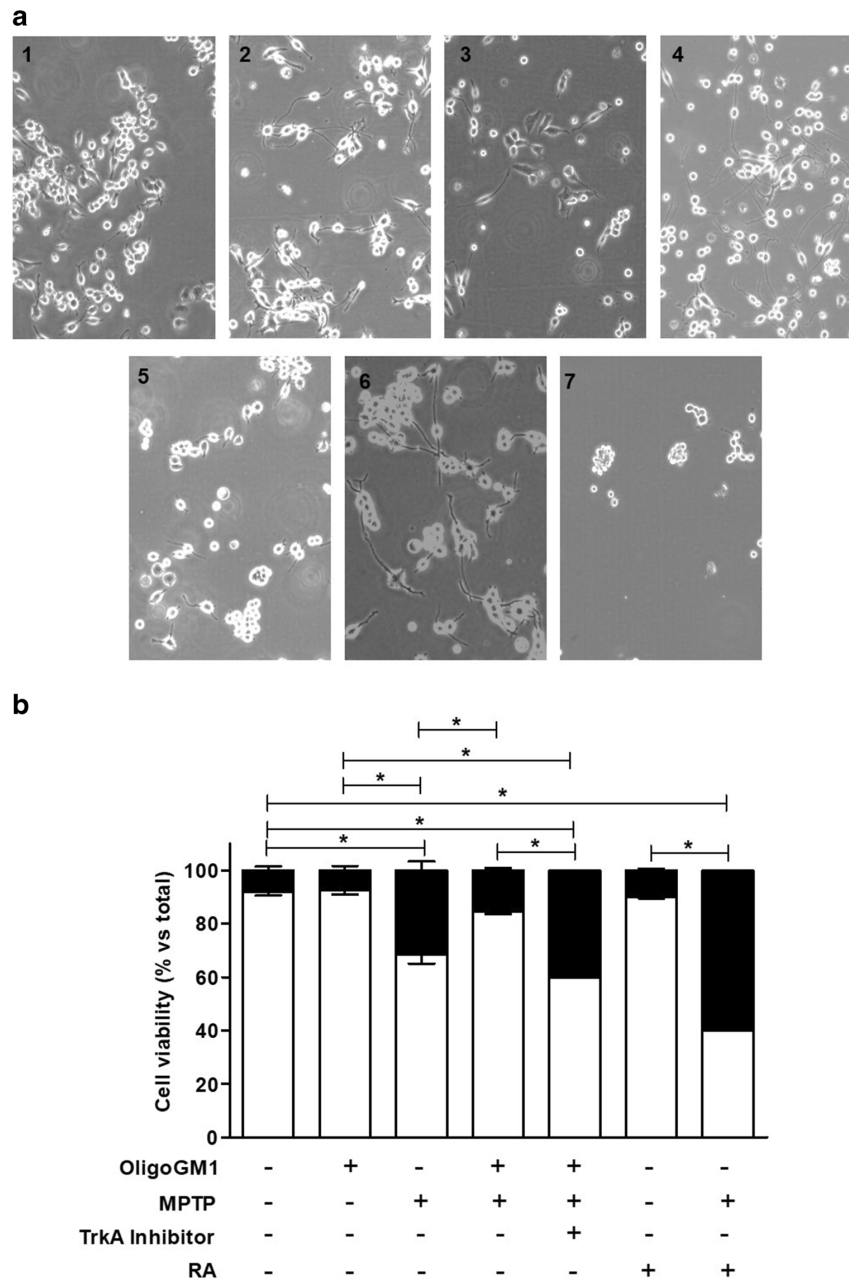 a
1 2 3 4
5 6 7
b
*
*
*
*
*
* *
* *
100
80
60
40
20
0
Cell viability (% vs total)
OligoGM1 - + - + + - -
MPTP - - + + + - +
TrkA Inhibitor - - - - + - -
RA - - - - - + +